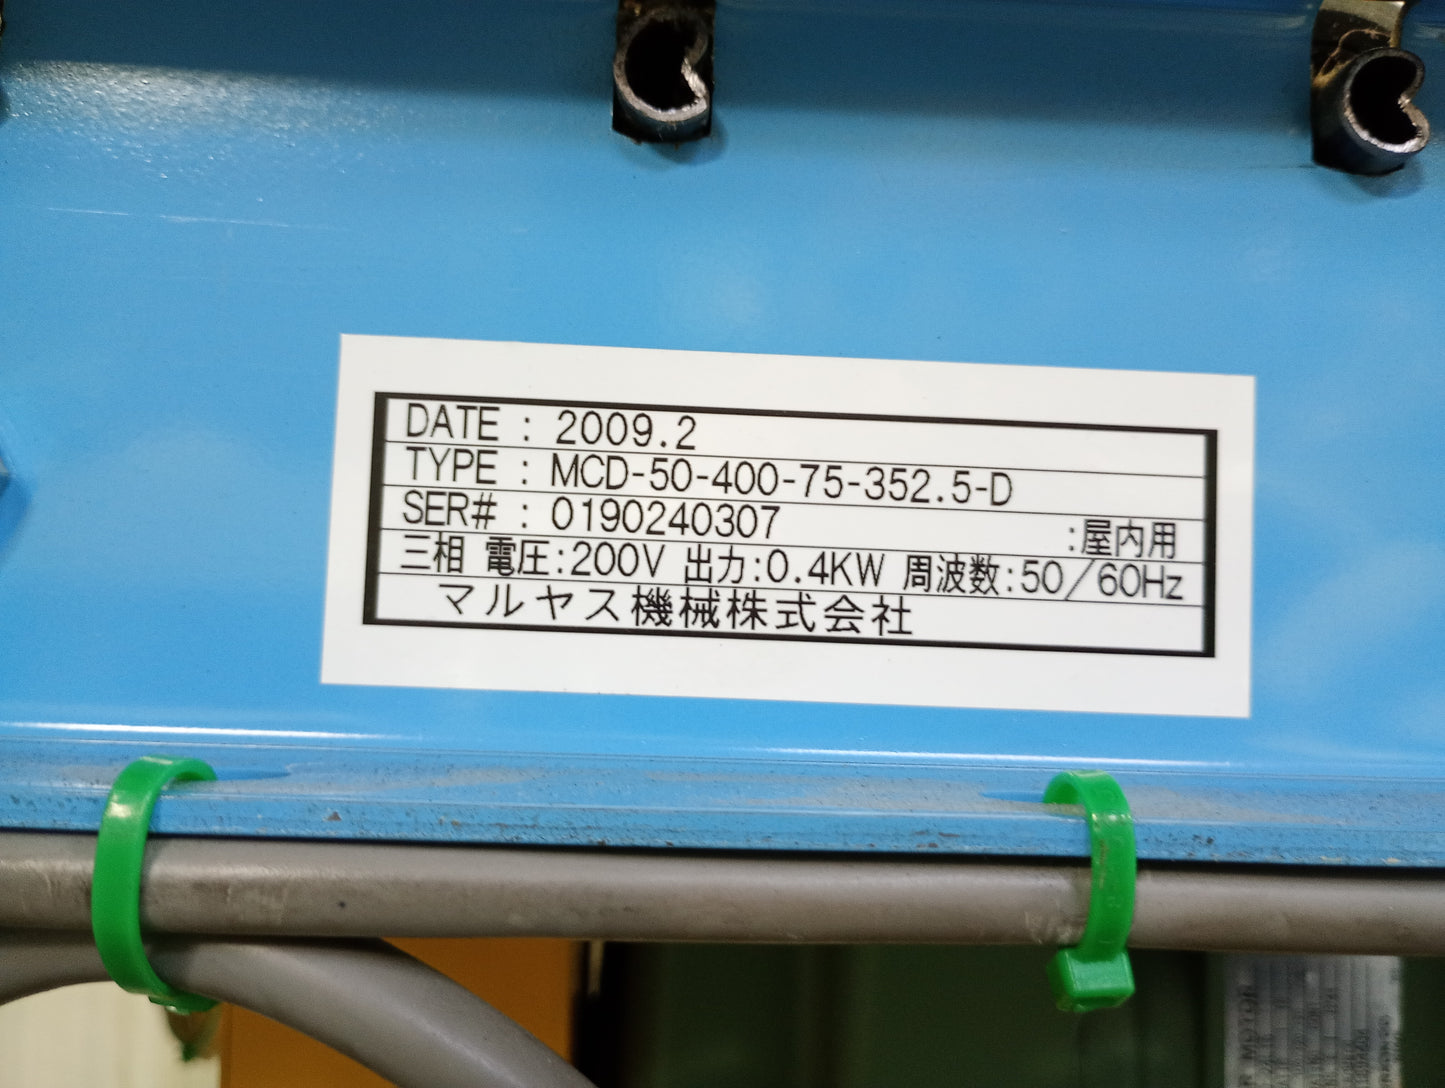 DATE : 2009.2
TYPE : MCD-50-400-75-352.5-D
SER# : 0190240307 :屋内用
三相 電圧:200V 出力:0.4KW 周波数:50/60Hz
マルヤス機械株式会社
MOTOR